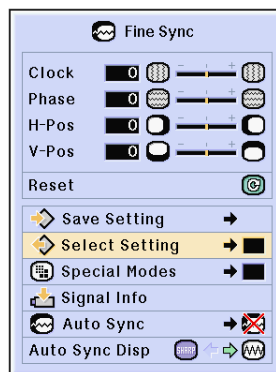 Fine Sync
Clock 0 - +
Phase 0 - +
H-Pos 0 - +
V-Pos 0 - +
Reset
Save Setting
Select Setting
Special Modes
Signal Info
Auto Sync
Auto Sync Disp SHARP